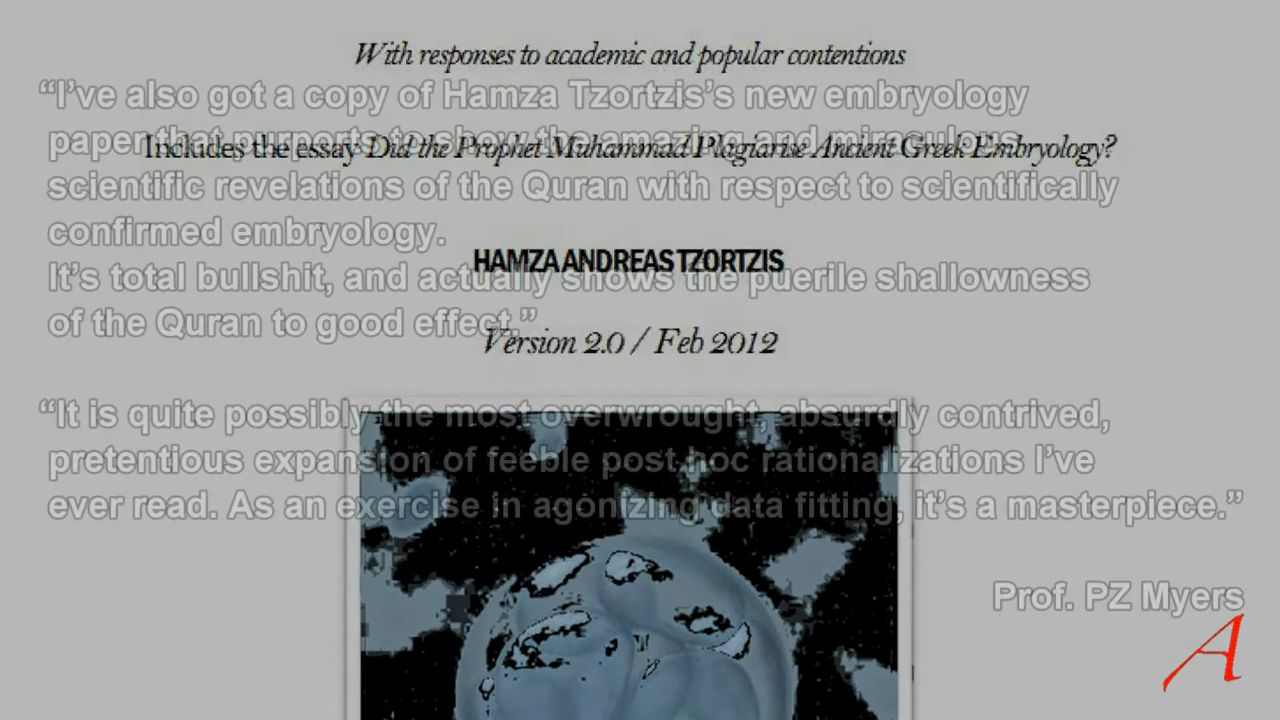 With responses to academic and popular contentions
“I’ve also got a copy of Hamza Tzortzis’s new embryology
paper that purports to show the amazing and miraculous
Includes the essay Did the Prophet Muhammad Plagiarise Ancient Greek Embryology?
scientific revelations of the Quran with respect to scientifically
confirmed embryology.
HAMZA ANDREAS TZORTZIS
It’s total bullshit, and actually shows the puerile shallowness
of the Quran to good effect.”
Version 2.0 / Feb 2012
“It is quite possibly the most overwrought, absurdly contrived,
pretentious expansion of feeble post hoc rationalizations I’ve
ever read. As an exercise in agonizing data fitting, it’s a masterpiece.”
Prof. PZ Myers
A